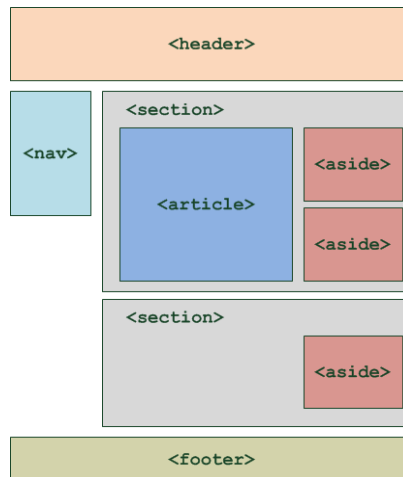 <header>
<nav>
<section>
<article>
<aside>
<aside>
<section>
<aside>
<footer>